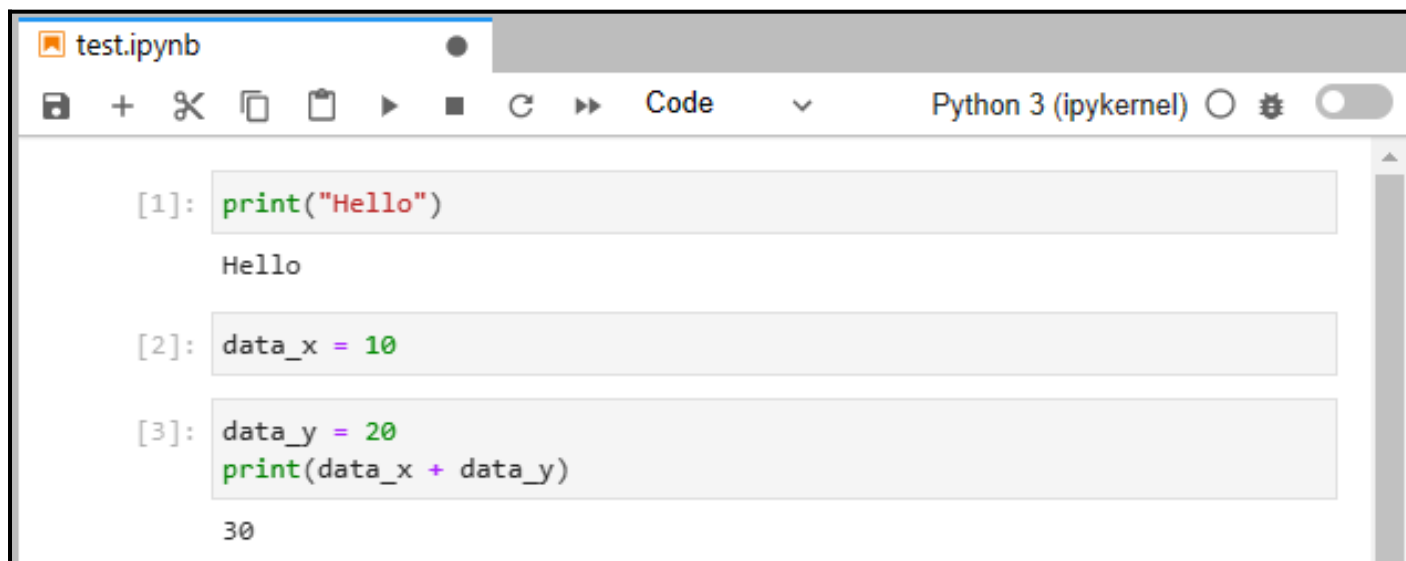 test.ipynb
Code
Python 3 (ipykernel)
[1]: print("Hello")
Hello
[2]: data_x = 10
[3]: data_y = 20
print(data_x + data_y)
30